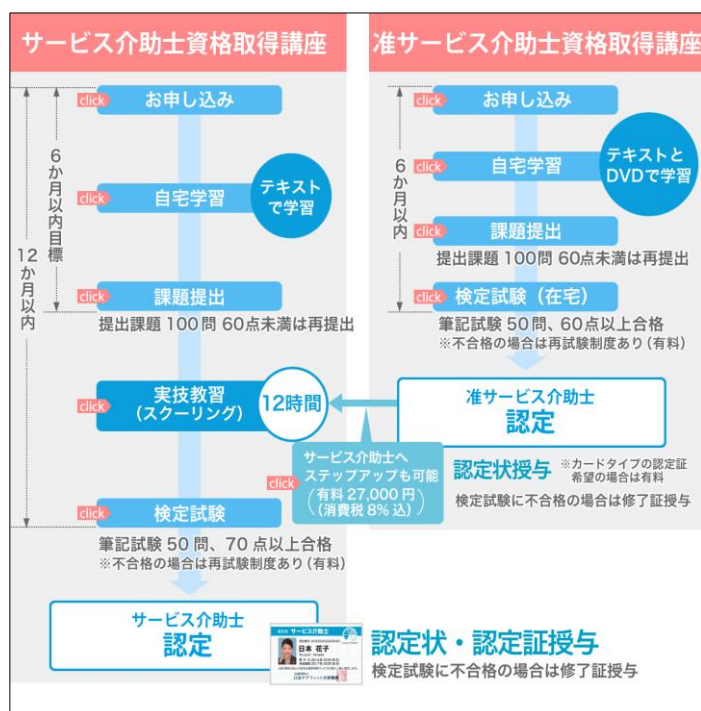 サービス介助士資格取得講座
click
お申し込み
click
自宅学習
テキスト
で学習
6か月以内目標
12か月以内
click
課題提出
提出課題 100問 60点未満は再提出
click
実技教習
(スクーリング)
12時間
click
検定試験
筆記試験 50問、70点以上合格
※不合格の場合は再試験制度あり(有料)
サービス介助士
認定
准サービス介助士資格取得講座
click
お申し込み
click
自宅学習
テキストと
DVDで学習
6か月以内
click
課題提出
提出課題 100問 60点未満は再提出
click
検定試験(在宅)
筆記試験 50問、60点以上合格
※不合格の場合は再試験制度あり(有料)
准サービス介助士
認定
click
サービス介助士へ
ステップアップも可能
(有料 27,000円
(消費税 8%込))
認定状授与
※カードタイプの認定証
希望の場合は有料
検定試験に不合格の場合は修了証授与
サービス介助士
日本 花子
認定状・認定証授与
検定試験に不合格の場合は修了証授与